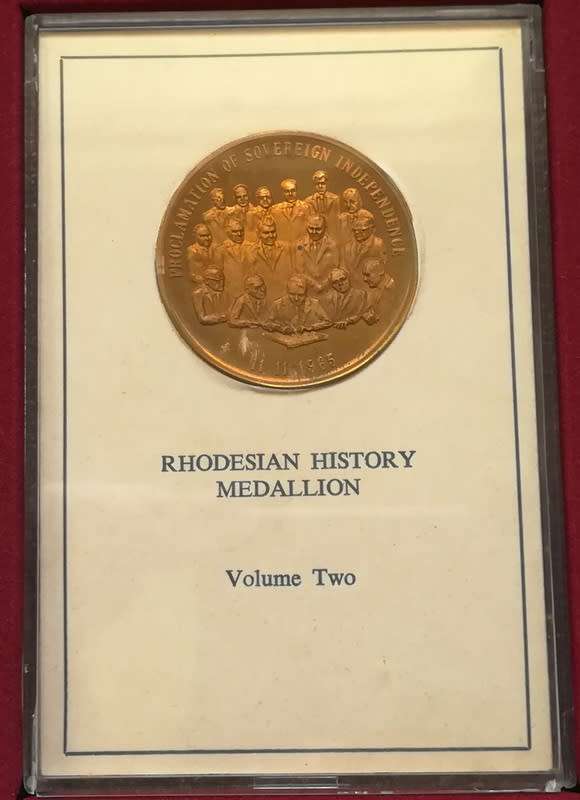 PROCLAMATION OF SOVEREIGN INDEPENDENCE
11 11 1965
RHODESIAN HISTORY
MEDALLION
Volume Two